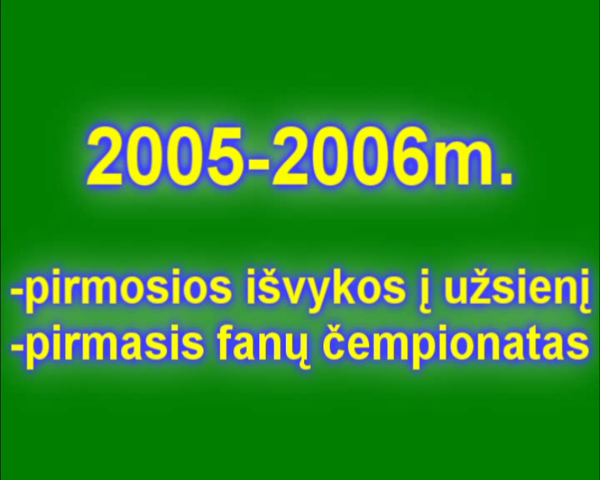 2005-2006m.
-pirmosios išvykos į užsienį
-pirmasis fanų čempionatas